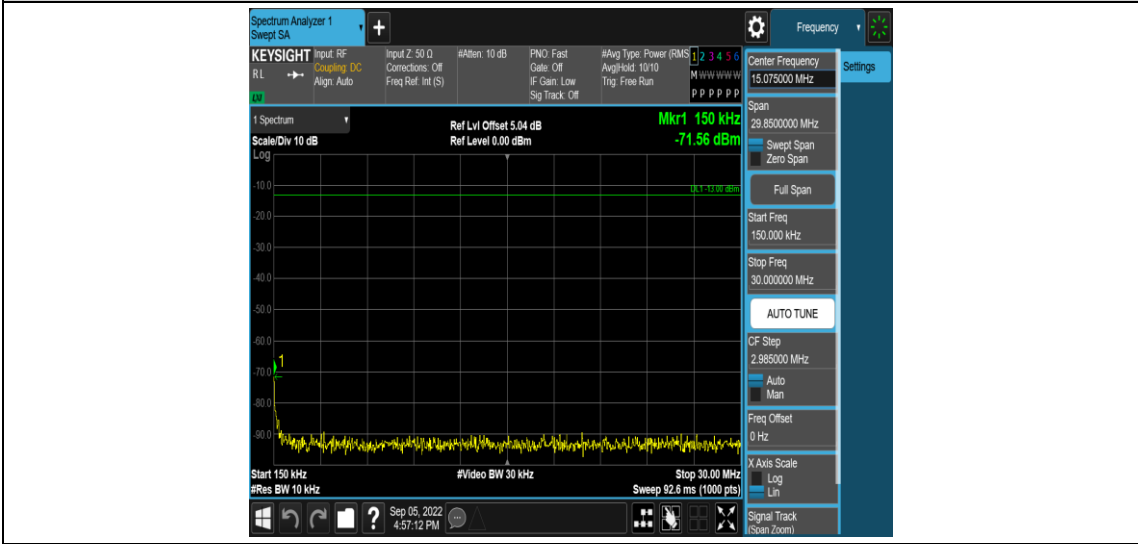 Spectrum Analyzer 1
Swept SA
+
Frequency
KEYSIGHT
RL
Input: RF
Coupling: DC
Align: Auto
Input Z: 50 Ω
Corrections: Off
Freq Ref: Int (S)
#Atten: 10 dB
PNO: Fast
Gate: Off
IF Gain: Low
Sig Track: Off
#Avg Type: Power (RMS
Avg|Hold: 10/10
Trig: Free Run
1 2 3 4 5 6
M W W W W W
P P P P P P
1 Spectrum
Scale/Div 10 dB
Log
Ref Lvl Offset 5.04 dB
Ref Level 0.00 dBm
Mkr1 150 kHz
-71.56 dBm
DL1 -13.00 dBm
-10.0
-20.0
-30.0
-40.0
-50.0
-60.0
-70.0
-80.0
-90.0
1
Start 150 kHz
#Video BW 30 kHz
Stop 30.00 MHz
#Res BW 10 kHz
Sweep 92.6 ms (1000 pts)
Center Frequency
15.075000 MHz
Settings
Span
29.8500000 MHz
Swept Span
Zero Span
Full Span
Start Freq
150.000 kHz
Stop Freq
30.000000 MHz
AUTO TUNE
CF Step
2.985000 MHz
Auto
Man
Freq Offset
0 Hz
X Axis Scale
Log
Lin
Signal Track
(Span Zoom)
?
Sep 05, 2022
4:57:12 PM